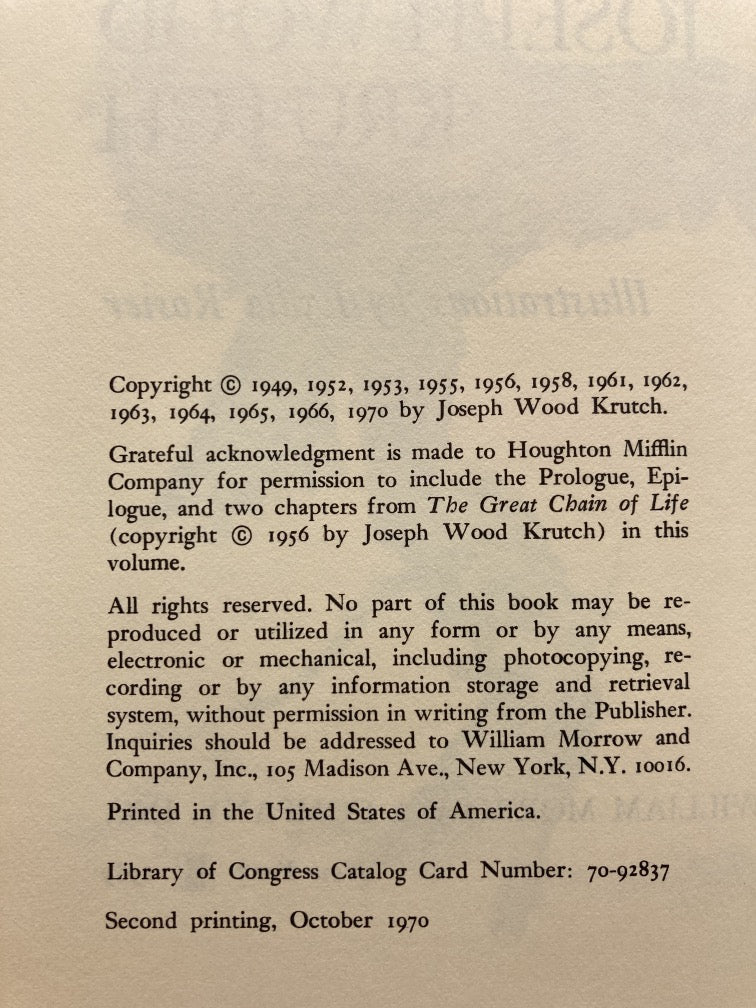 Copyright © 1949, 1952, 1953, 1955, 1956, 1958, 1961, 1962,
1963, 1964, 1965, 1966, 1970 by Joseph Wood Krutch.
Grateful acknowledgment is made to Houghton Mifflin
Company for permission to include the Prologue, Epi-
logue, and two chapters from The Great Chain of Life
(copyright © 1956 by Joseph Wood Krutch) in this
volume.
All rights reserved. No part of this book may be re-
produced or utilized in any form or by any means,
electronic or mechanical, including photocopying, re-
cording or by any information storage and retrieval
system, without permission in writing from the Publisher.
Inquiries should be addressed to William Morrow and
Company, Inc., 105 Madison Ave., New York, N.Y. 10016.
Printed in the United States of America.
Library of Congress Catalog Card Number: 70-92837
Second printing, October 1970